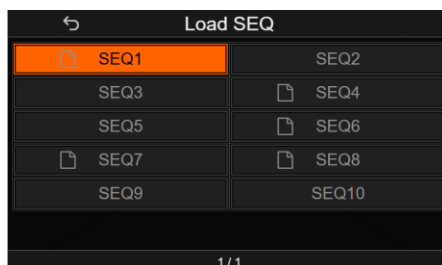 Load SEQ
SEQ1 SEQ2
SEQ3 SEQ4
SEQ5 SEQ6
SEQ7 SEQ8
SEQ9 SEQ10
1/1